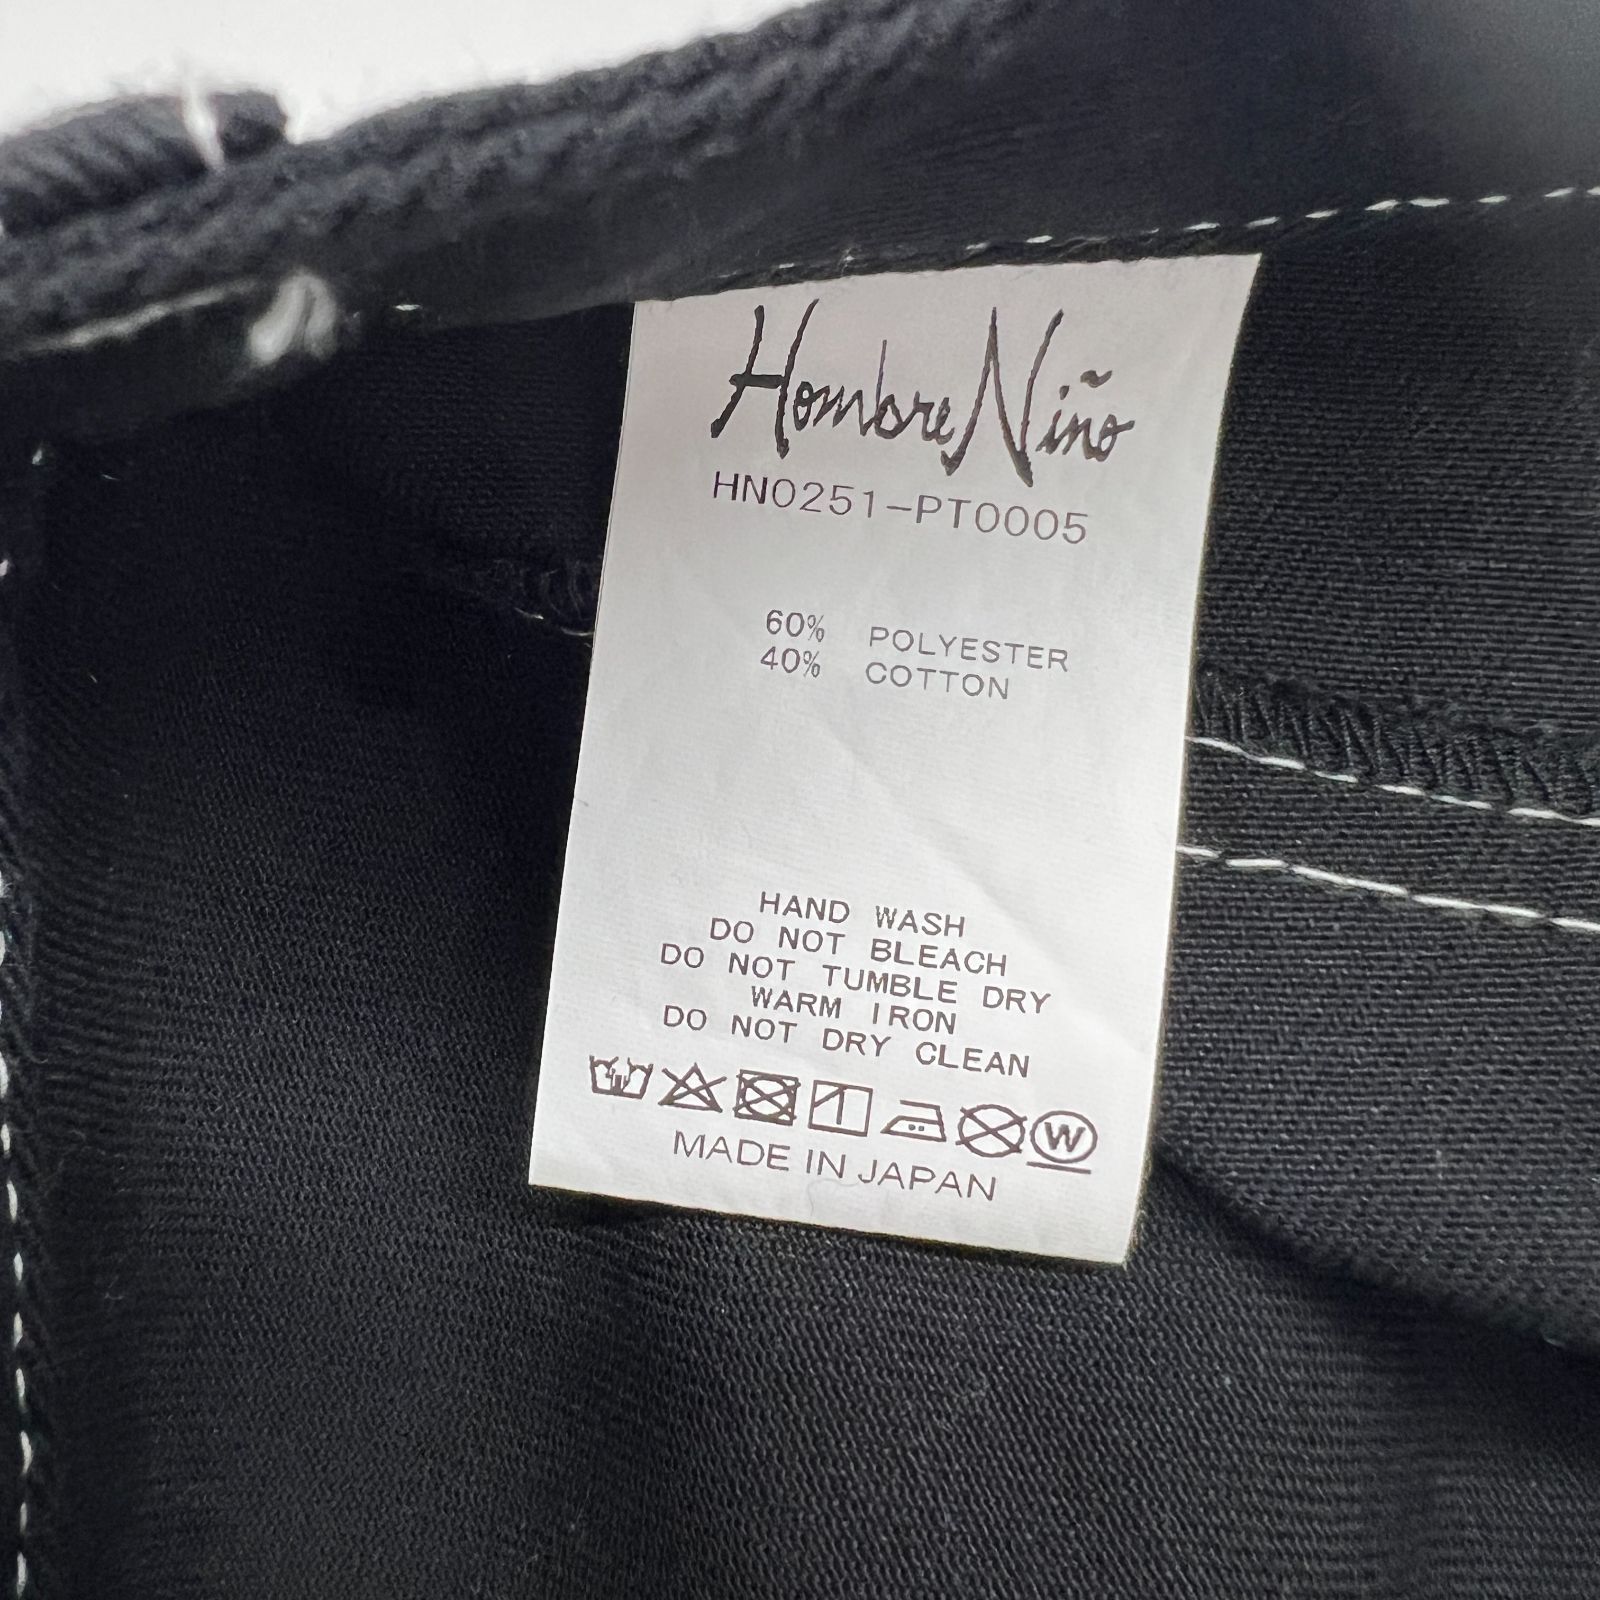 Hombre Niño
HN0251-PT0005
60% POLYESTER
40% COTTON
HAND WASH
DO NOT BLEACH
DO NOT TUMBLE DRY
WARM IRON
DO NOT DRY CLEAN
W
MADE IN JAPAN